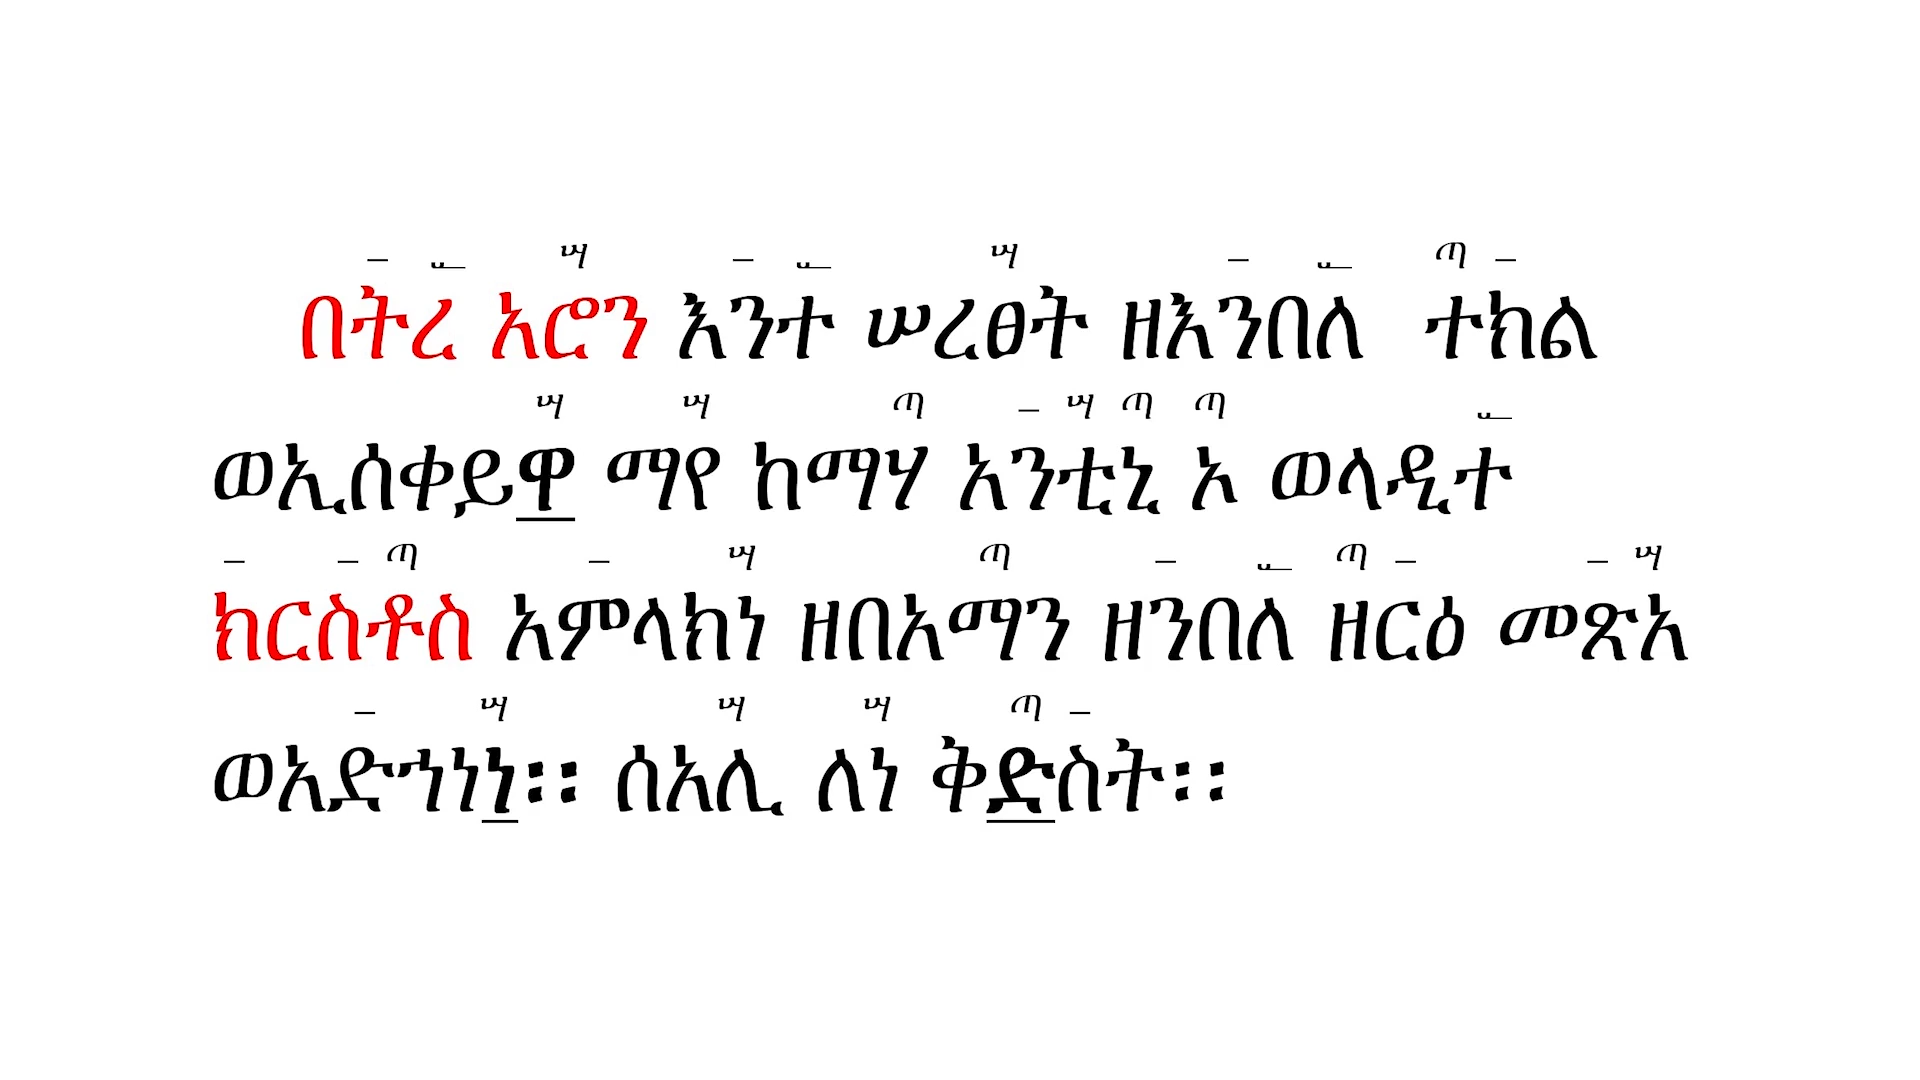 በትረ አሮን እንተ ሠረፀት ዘእንበለ ተክል
ወኢሰቀይዋ ማየ ከማሃ አንቲኒ ኦ ወላዲተ
ክርስቶስ አምላክነ ዘበአማን ዘንበለ ዘርዕ መጽአ
ወአድኀነነ፡፡ ሰአሊ ለነ ቅድስት፡፡